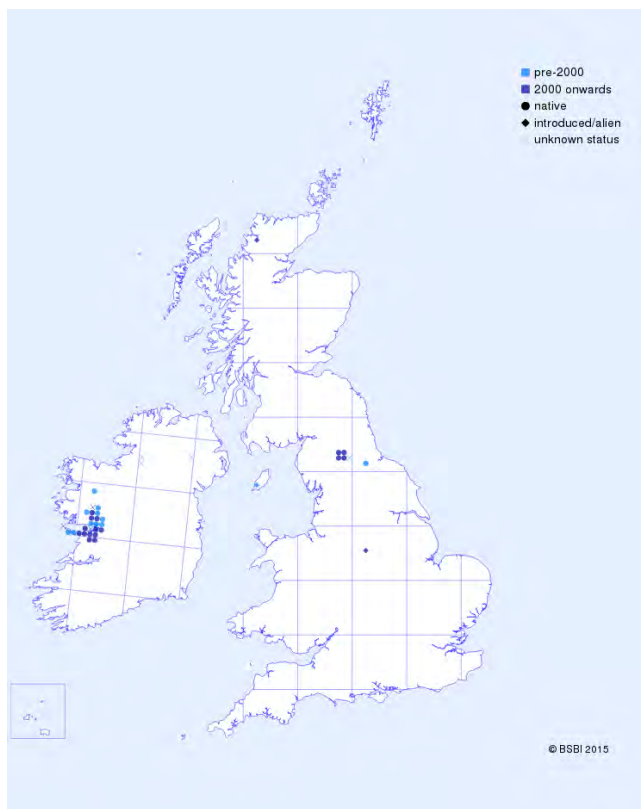 pre-2000
2000 onwards
native
introduced/alien
unknown status
© BSBI 2015